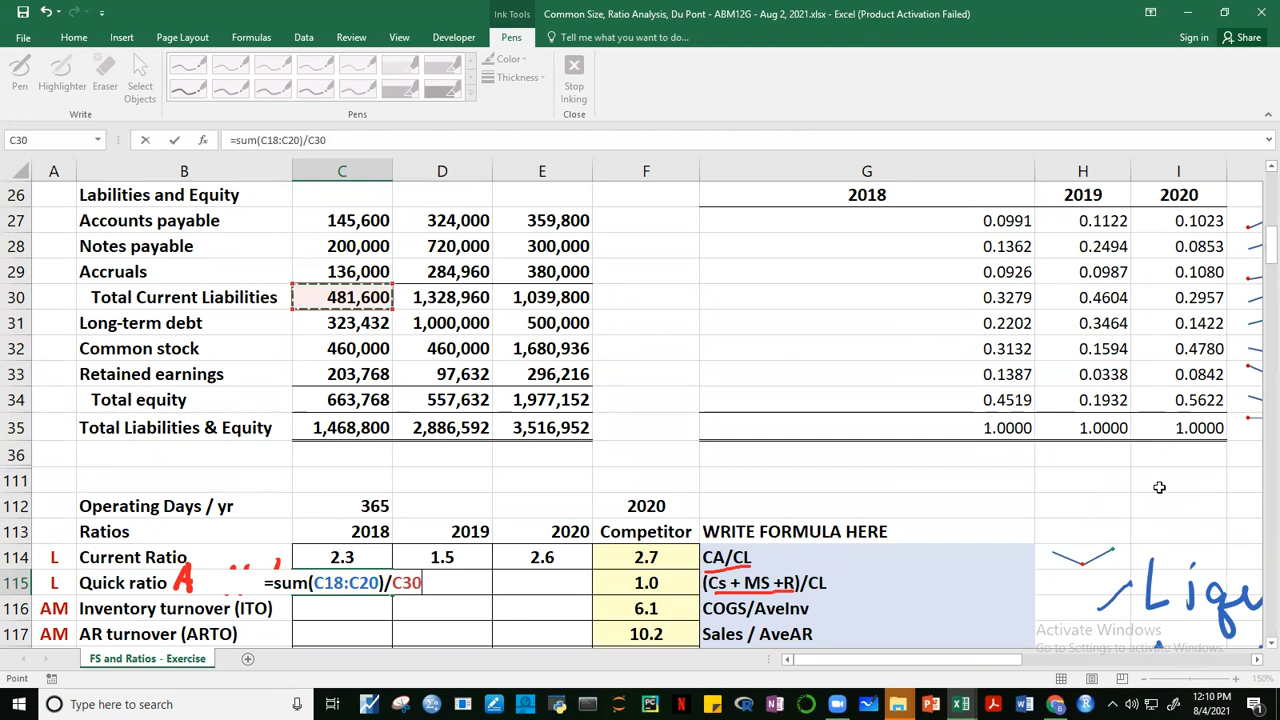 Ink Tools
Common Size, Ratio Analysis, Du Pont - ABM12G - Aug 2, 2021.xlsx - Excel (Product Activation Failed)
File Home Insert Page Layout Formulas Data Review View Developer Pens Tell me what you want to do... Sign in Share
Pen Highlighter Eraser Select Objects Color Thickness Stop Inking
Write Pens Close
C30 fx =sum(C18:C20)/C30
A B C D E F G H I
26 Labilities and Equity 2018 2019 2020
27 Accounts payable 145,600 324,000 359,800 0.0991 0.1122 0.1023
28 Notes payable 200,000 720,000 300,000 0.1362 0.2494 0.0853
29 Accruals 136,000 284,960 380,000 0.0926 0.0987 0.1080
30 Total Current Liabilities 481,600 1,328,960 1,039,800 0.3279 0.4604 0.2957
31 Long-term debt 323,432 1,000,000 500,000 0.2202 0.3464 0.1422
32 Common stock 460,000 460,000 1,680,936 0.3132 0.1594 0.4780
33 Retained earnings 203,768 97,632 296,216 0.1387 0.0338 0.0842
34 Total equity 663,768 557,632 1,977,152 0.4519 0.1932 0.5622
35 Total Liabilities & Equity 1,468,800 2,886,592 3,516,952 1.0000 1.0000 1.0000
36
111
112 Operating Days / yr 365 2020
113 Ratios 2018 2019 2020 Competitor WRITE FORMULA HERE
114 L Current Ratio 2.3 1.5 2.6 2.7 CA/CL
115 L Quick ratio A =sum(C18:C20)/C30 1.0 (Cs + MS +R)/CL Liqu
116 AM Inventory turnover (ITO) 6.1 COGS/AveInv
117 AM AR turnover (ARTO) 10.2 Sales / AveAR
Activate Windows
Go to Settings to activate Windows.
FS and Ratios - Exercise
Point 150%
Type here to search
12:10 PM
8/4/2021